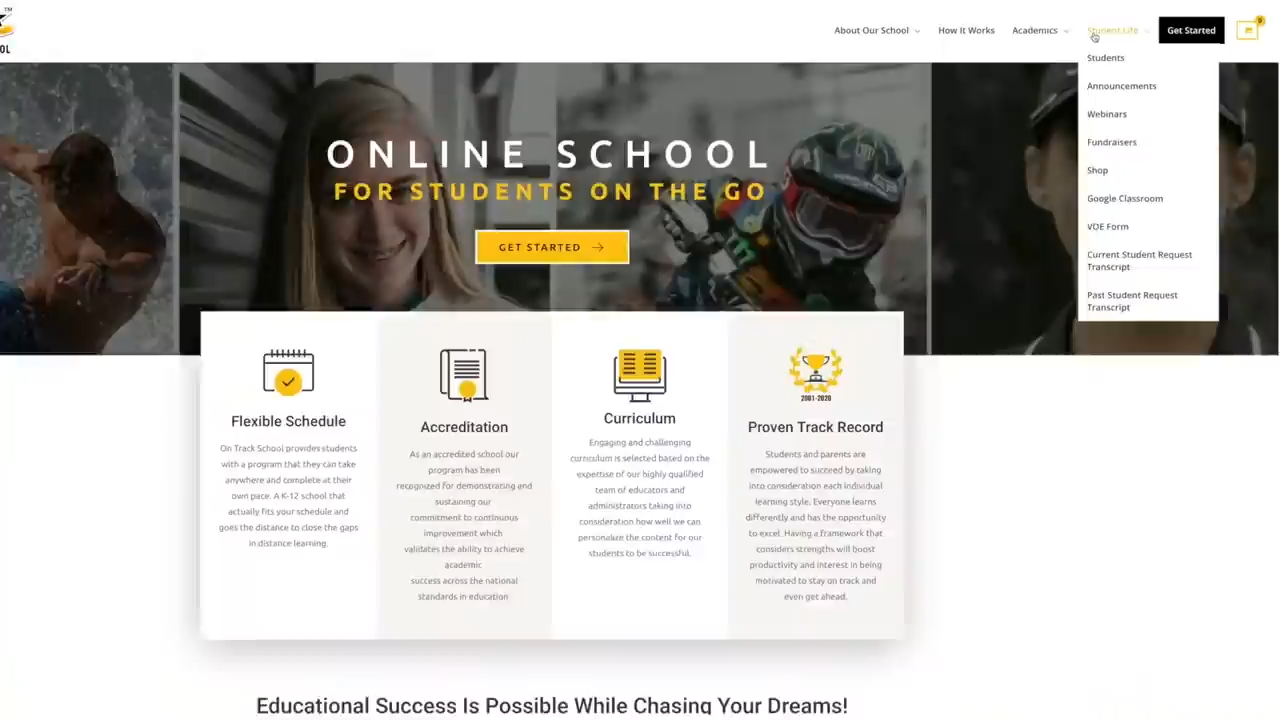 TM
OOL
About Our School
How It Works
Academics
Student Life
Get Started
0
Students
Announcements
Webinars
Fundraisers
Shop
Google Classroom
VOE Form
Current Student Request
Transcript
Past Student Request
Transcript
ONLINE SCHOOL
FOR STUDENTS ON THE GO
GET STARTED
Flexible Schedule
On Track School provides students
with a program that they can take
anywhere and complete at their
own pace. A K-12 school that
actually fits your schedule and
goes the distance to close the gaps
in distance learning.
Accreditation
As an accredited school our
program has been
recognized for demonstrating and
sustaining our
commitment to continuous
improvement which
validates the ability to achieve
academic
success across the national
standards in education
Curriculum
Engaging and challenging
curriculum is selected based on the
expertise of our highly qualified
team of educators and
administrators taking into
consideration how well we can
personalize the content for our
students to be successful.
2001-2020
Proven Track Record
Students and parents are
empowered to succeed by taking
into consideration each individual
learning style. Everyone learns
differently and has the opportunity
to excel. Having a framework that
considers strengths will boost
productivity and interest in being
motivated to stay on track and
even get ahead.
Educational Success Is Possible While Chasing Your Dreams!